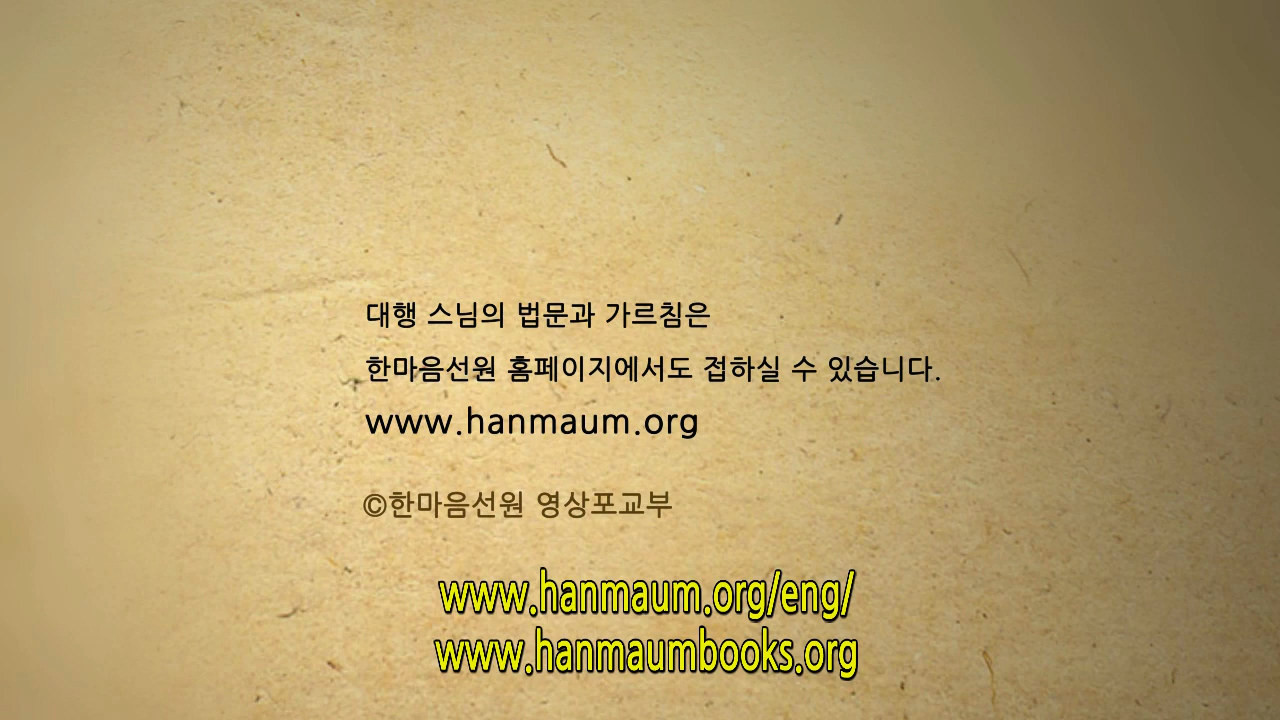 대행 스님의 법문과 가르침은
한마음선원 홈페이지에서도 접하실 수 있습니다.
www.hanmaum.org
©한마음선원 영상포교부
www.hanmaum.org/eng/
www.hanmaumbooks.org